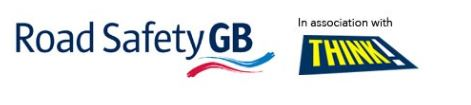 Road Safety GB
In association with
THINK!